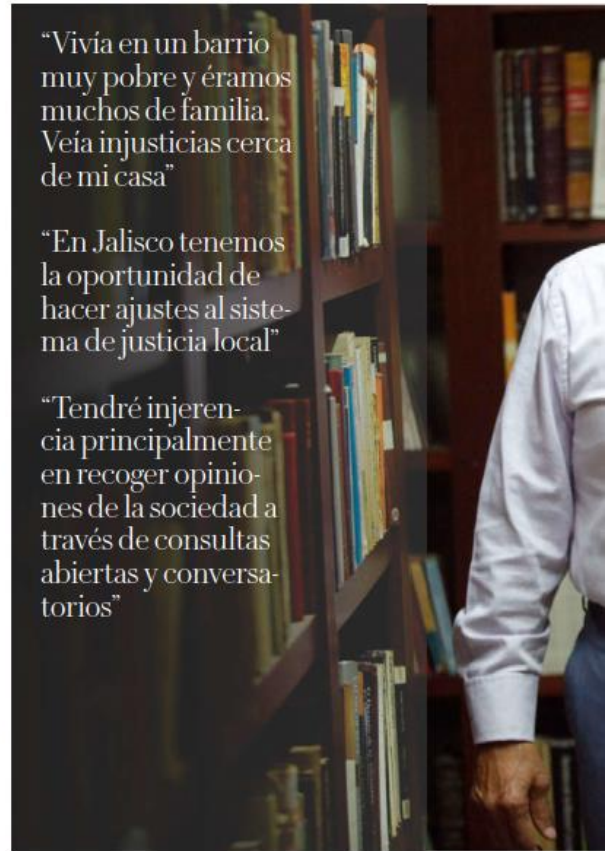 “Vivía en un barrio
muy pobre y éramos
muchos de familia.
Veía injusticias cerca
de mi casa”
“En Jalisco tenemos
la oportunidad de
hacer ajustes al siste-
ma de justicia local”
“Tendré injeren-
cia principalmente
en recoger opinio-
nes de la sociedad a
través de consultas
abiertas y conversa-
torios”